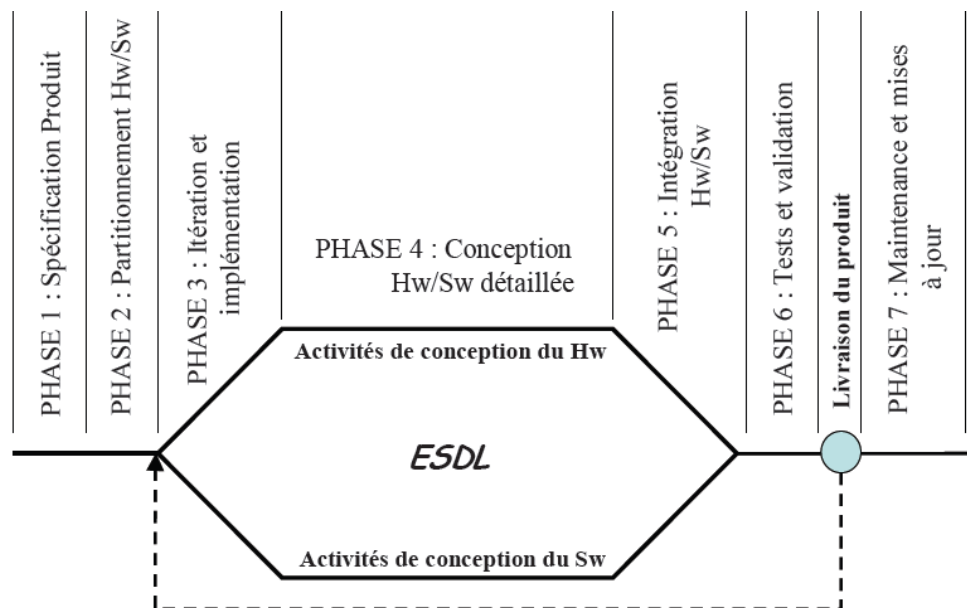 PHASE 1 : Spécification Produit
PHASE 2 : Partitionnement Hw/Sw
PHASE 3 : Itération et
implémentation
PHASE 4 : Conception
Hw/Sw détaillée
PHASE 5 : Intégration
Hw/Sw
PHASE 6 : Tests et validation
Livraison du produit
PHASE 7 : Maintenance et mises
à jour
Activités de conception du Hw
ESDL
Activités de conception du Sw